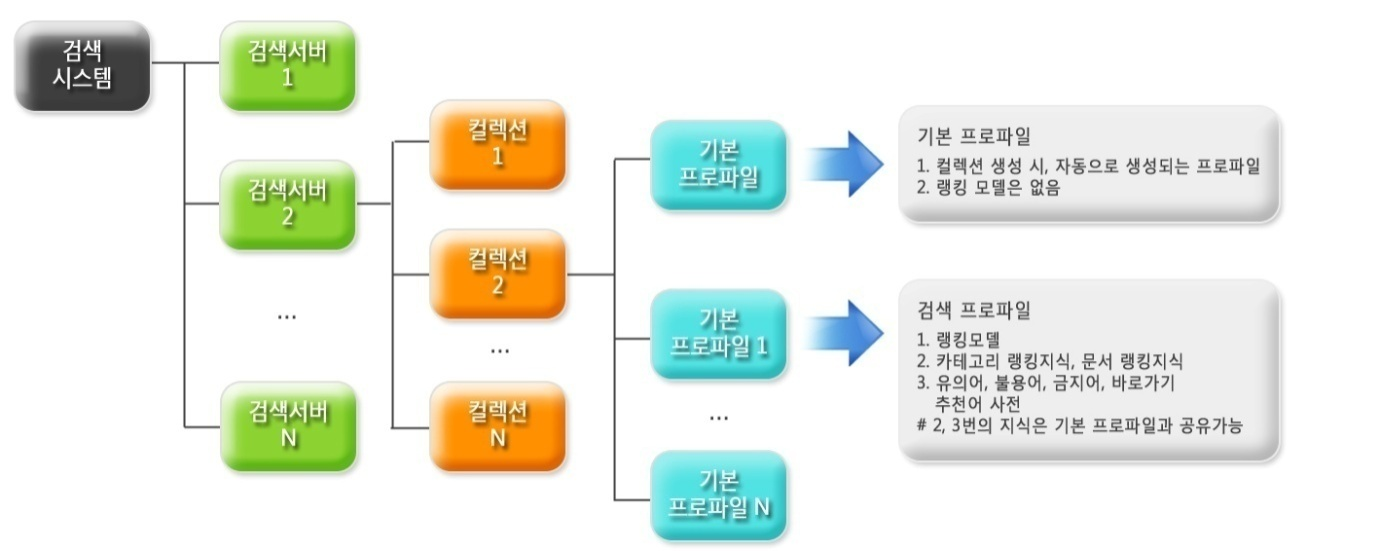 검색
시스템
검색서버
1
검색서버
2
...
검색서버
N
컬렉션
1
컬렉션
2
...
컬렉션
N
기본
프로파일
기본
프로파일 1
...
기본
프로파일 N
기본 프로파일
1. 컬렉션 생성 시, 자동으로 생성되는 프로파일
2. 랭킹 모델은 없음
검색 프로파일
1. 랭킹모델
2. 카테고리 랭킹지식, 문서 랭킹지식
3. 유의어, 불용어, 금지어, 바로가기
추천어 사전
# 2, 3번의 지식은 기본 프로파일과 공유가능